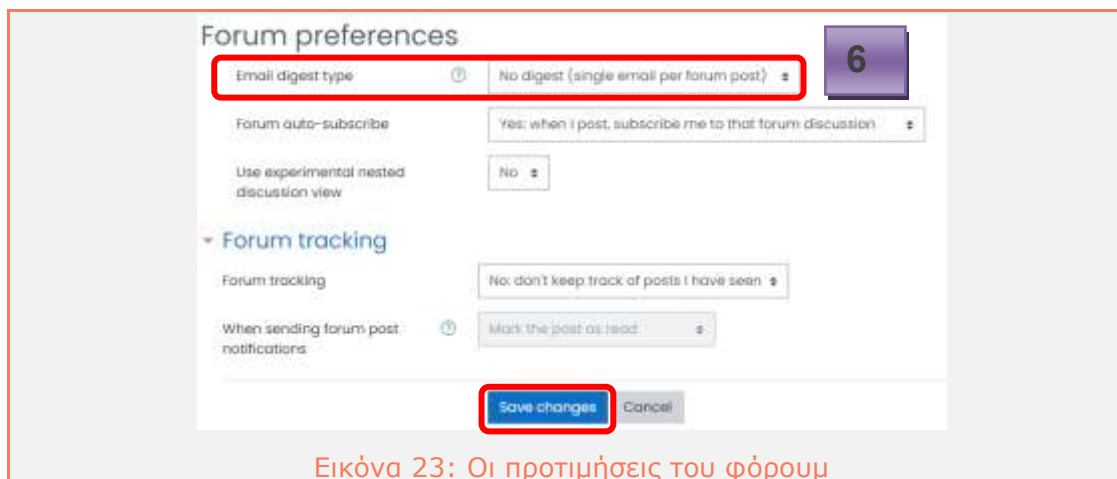 Forum preferences
6
Email digest type
No digest (single email per forum post)
Forum auto-subscribe
Yes: when I post, subscribe me to that forum discussion
Use experimental nested
discussion view
No
Forum tracking
Forum tracking
No: don't keep track of posts I have seen
When sending forum post
notifications
Mark the post as read
Save changes
Cancel
Εικόνα 23: Οι προτιμήσεις του φόρουμ